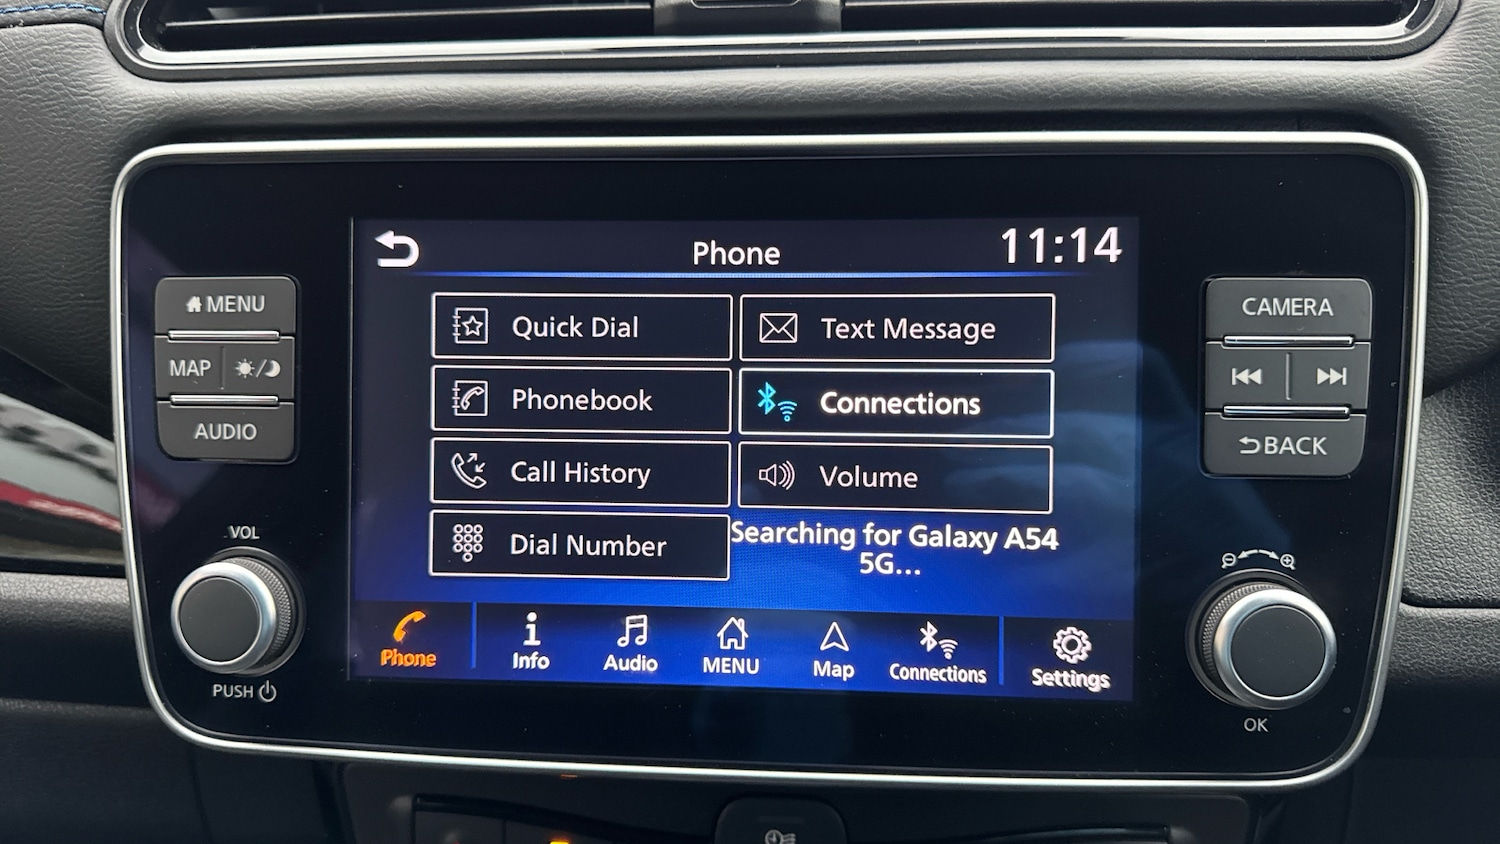 Phone
11:14
MENU
MAP
AUDIO
VOL
PUSH
Quick Dial
Text Message
Phonebook
Connections
Call History
Volume
Dial Number
Searching for Galaxy A54
5G...
Phone
Info
Audio
MENU
Map
Connections
Settings
CAMERA
BACK
OK